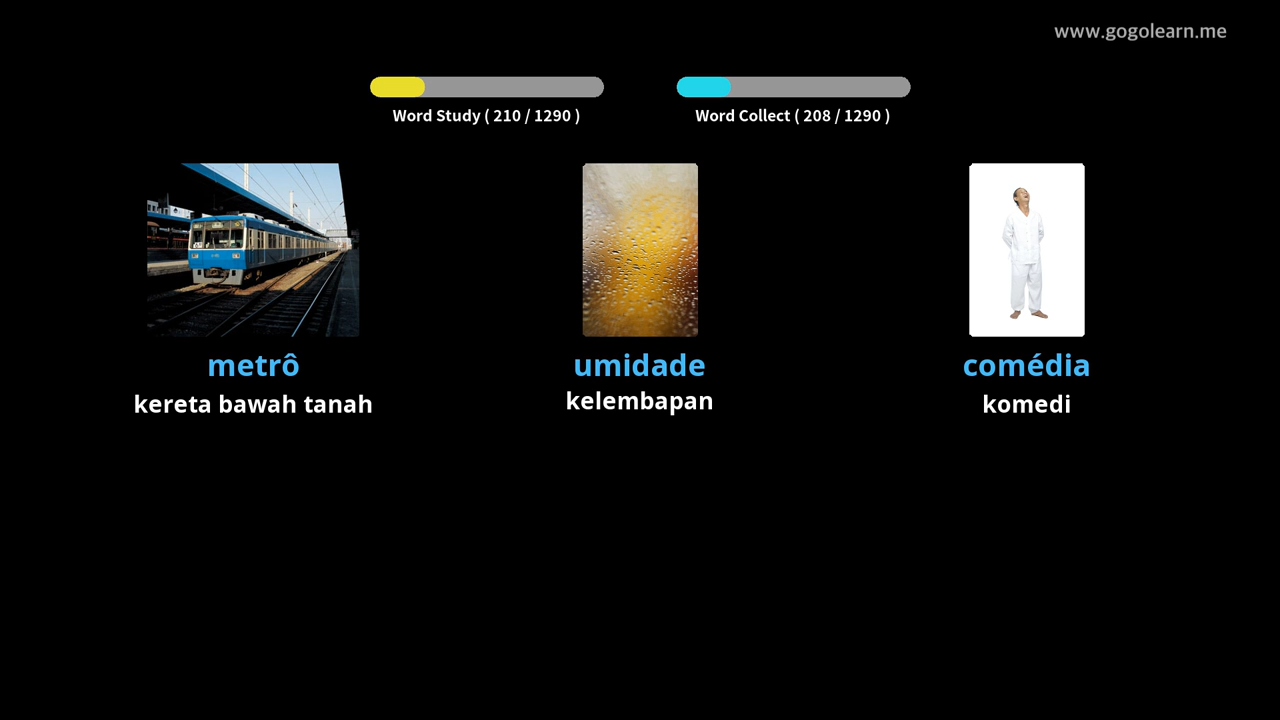 www.gogolearn.me
Word Study ( 210 / 1290 )
Word Collect ( 208 / 1290 )
metrô
kereta bawah tanah
umidade
kelembapan
comédia
komedi